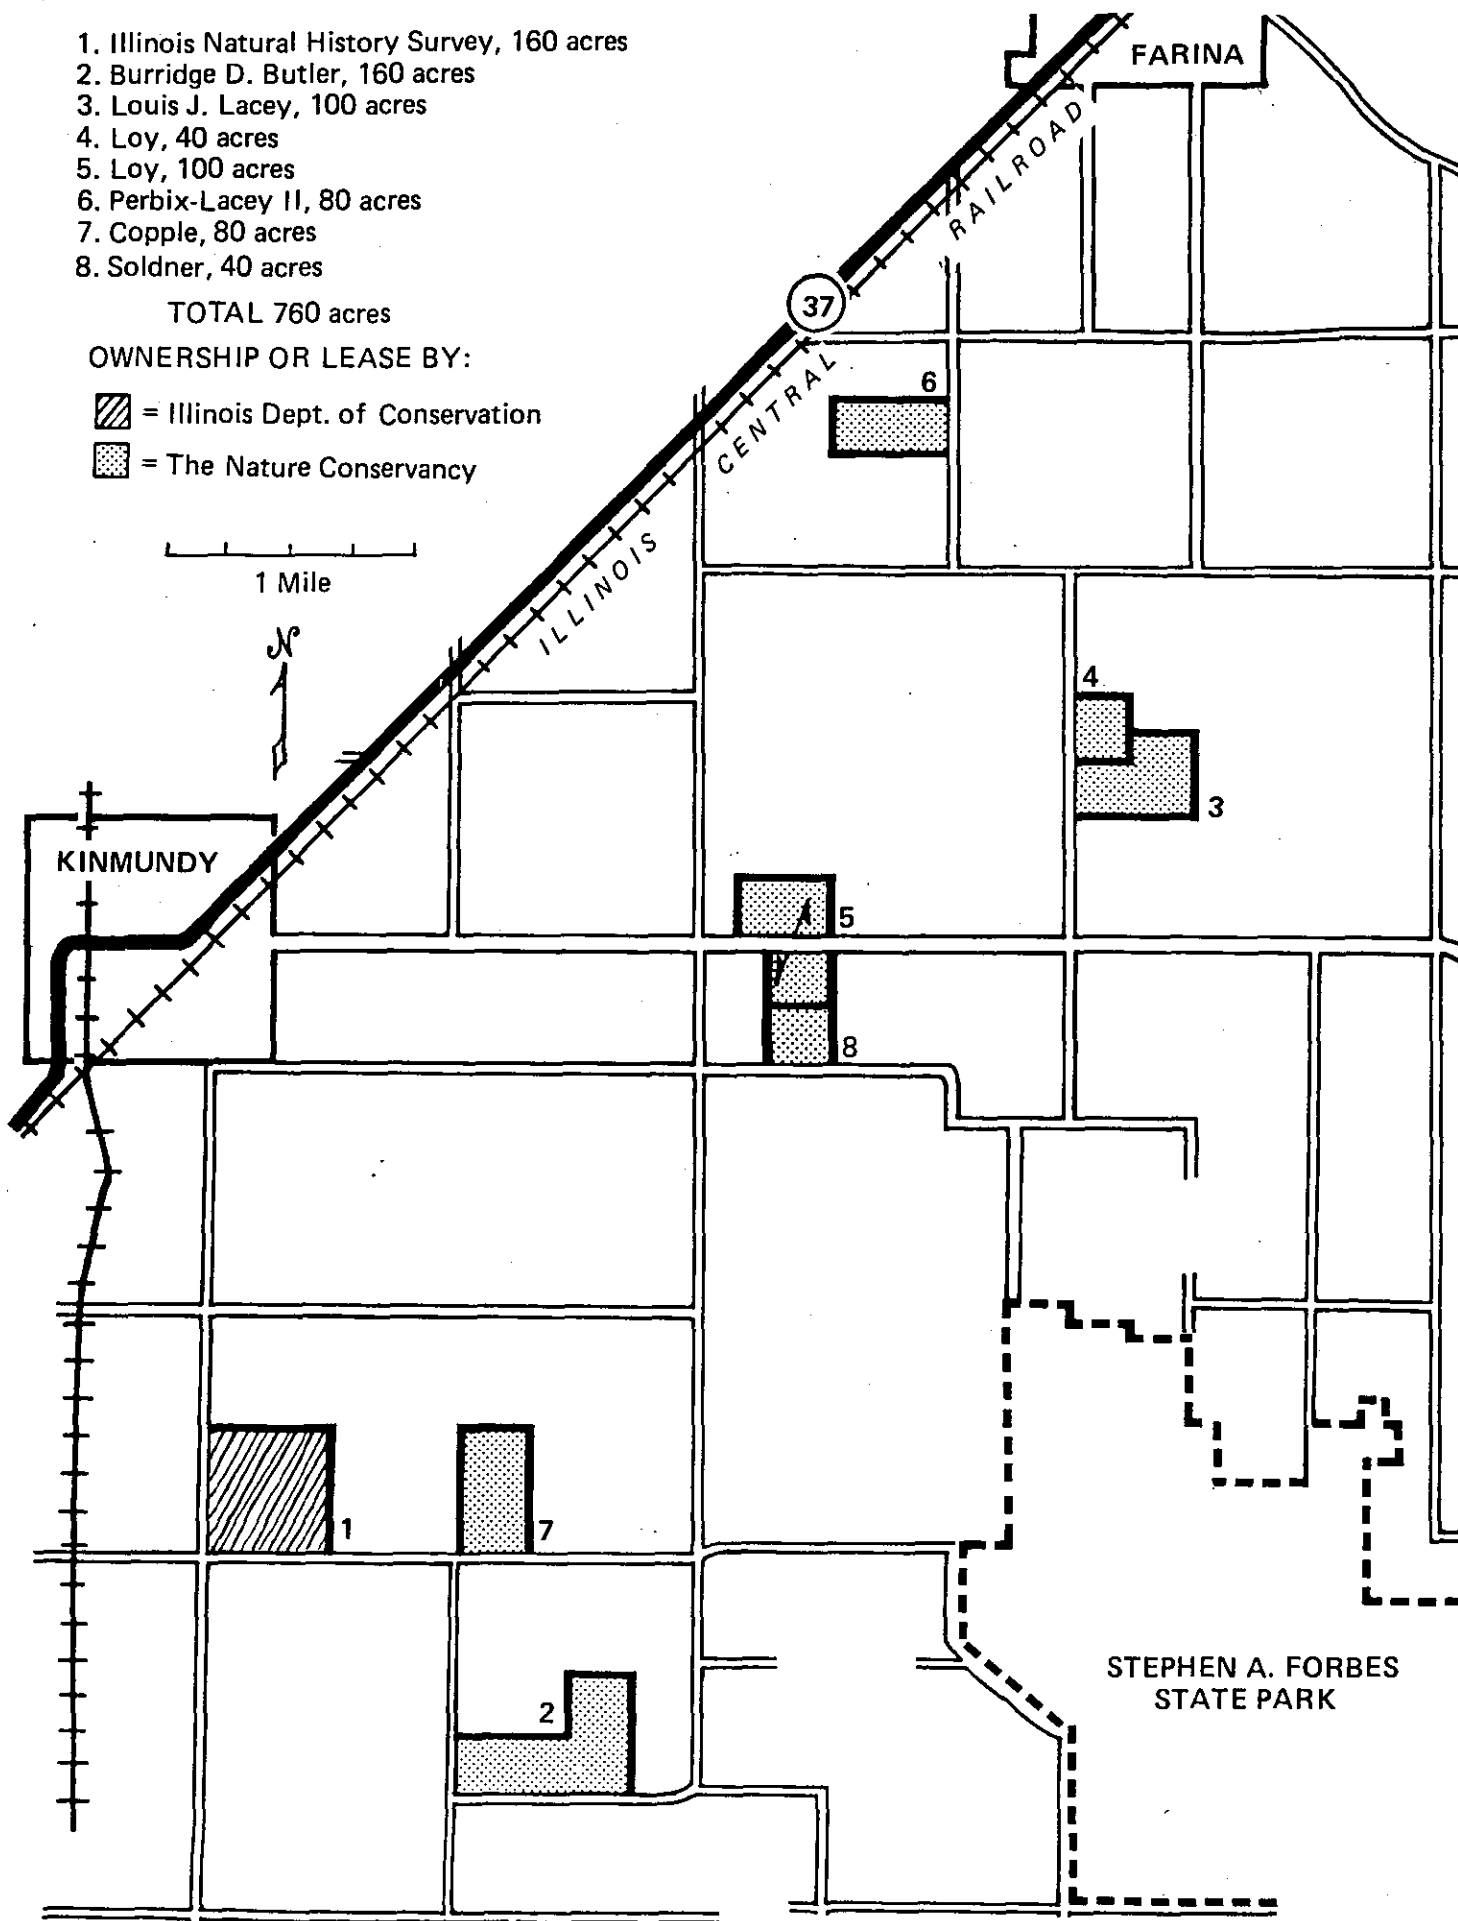 1. Illinois Natural History Survey, 160 acres
2. Burridge D. Butler, 160 acres
3. Louis J. Lacey, 100 acres
4. Loy, 40 acres
5. Loy, 100 acres
6. Perbix-Lacey II, 80 acres
7. Copple, 80 acres
8. Soldner, 40 acres
TOTAL 760 acres
OWNERSHIP OR LEASE BY:
= Illinois Dept. of Conservation
= The Nature Conservancy
1 Mile
N
FARINA
37
ILLINOIS CENTRAL RAILROAD
6
4
3
KINMUNDY
5
8
1
7
2
STEPHEN A. FORBES
STATE PARK